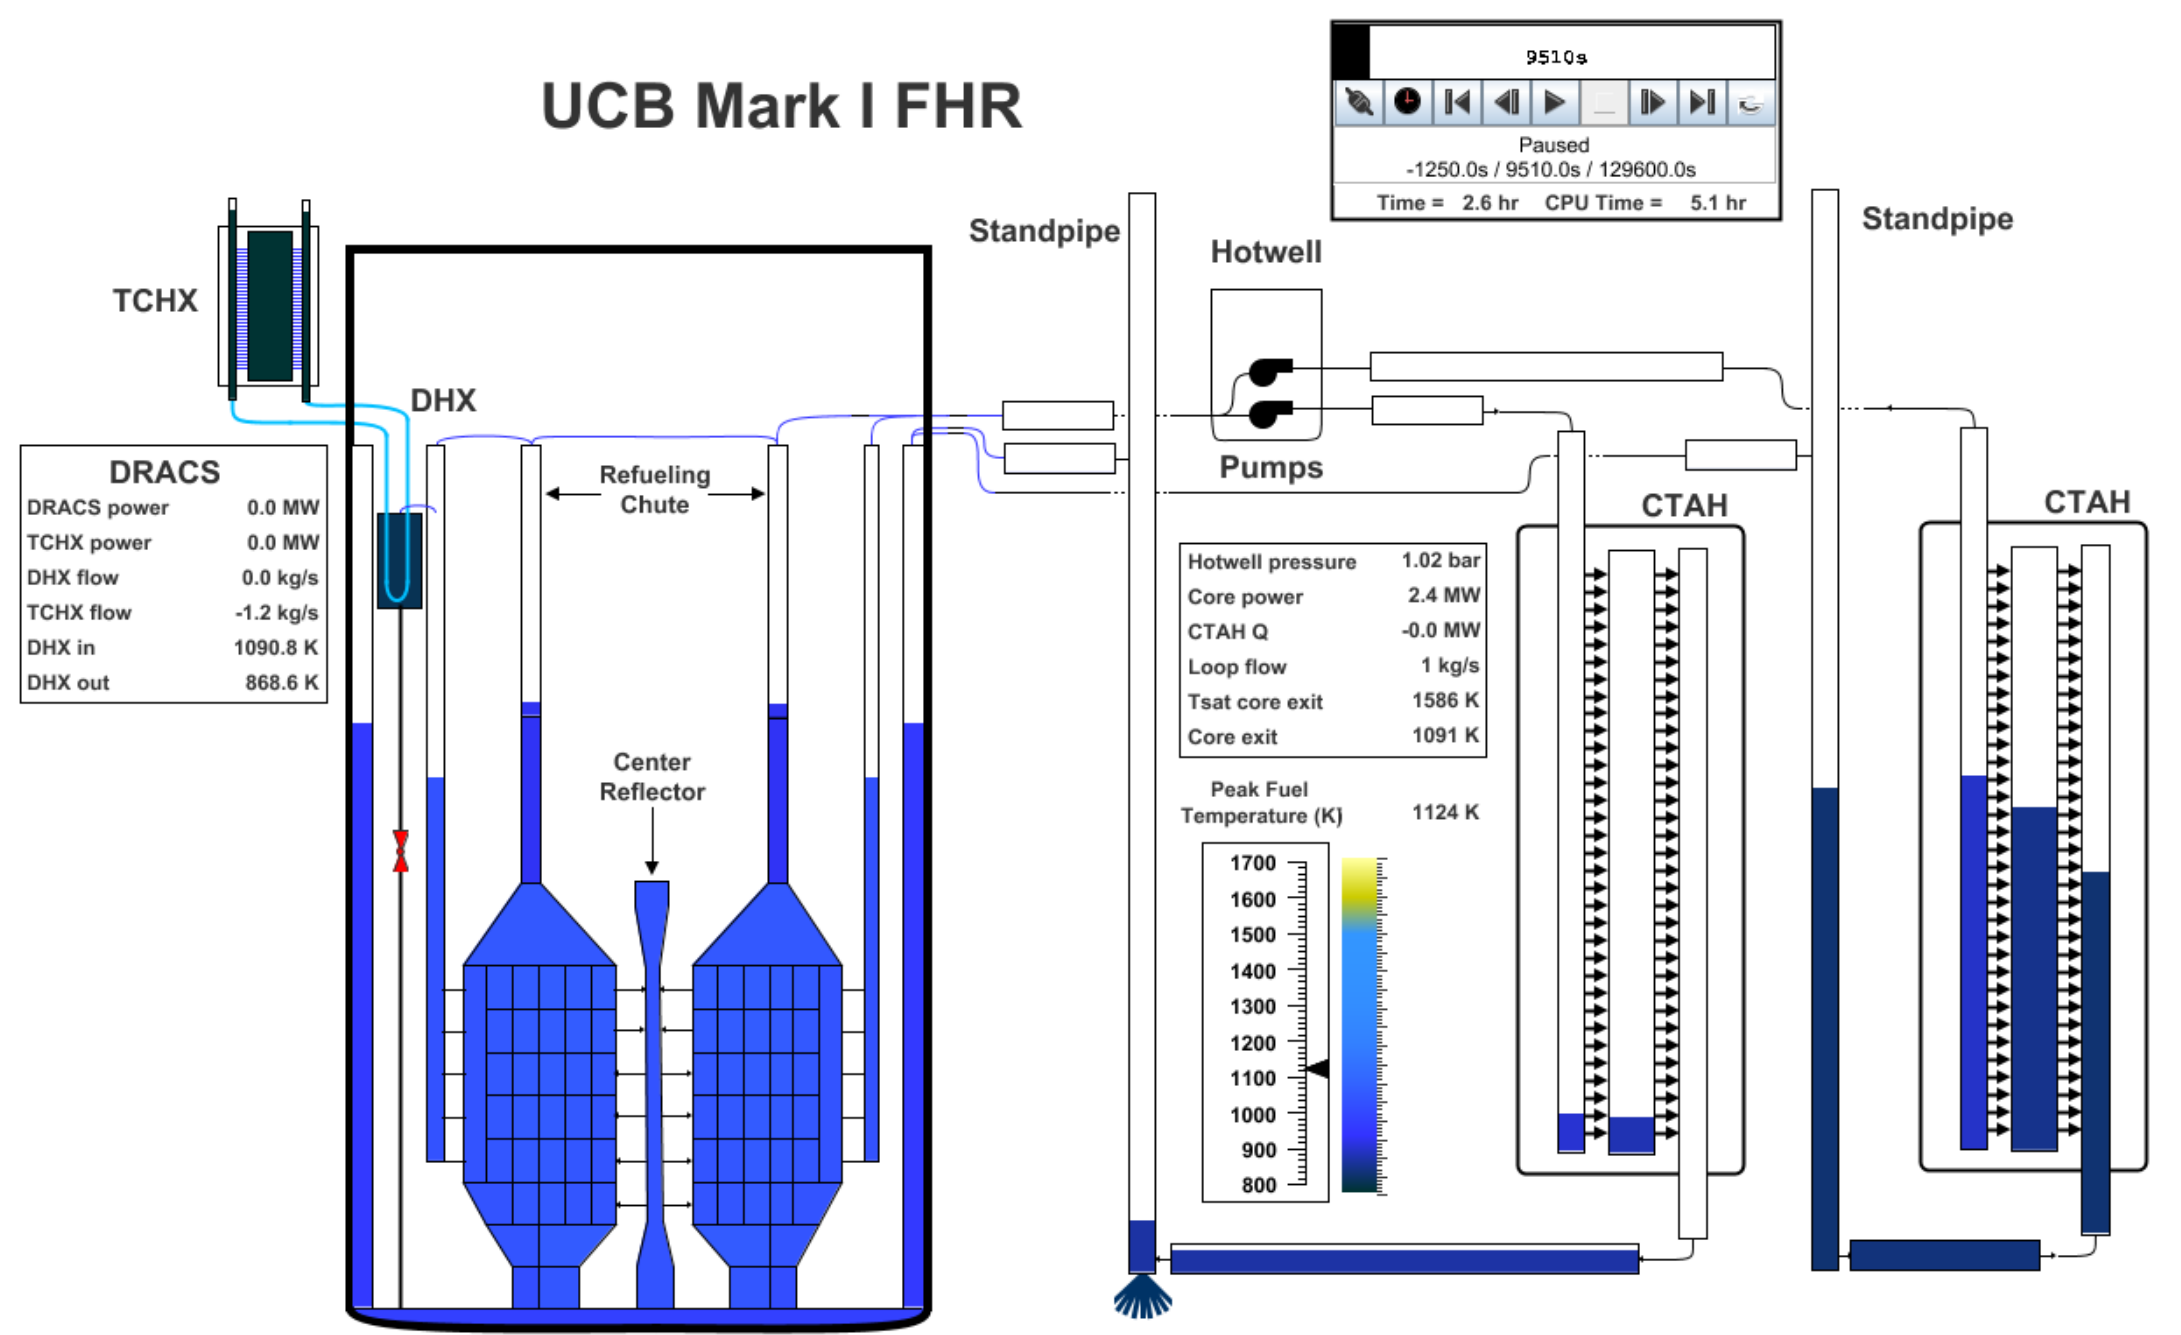 UCB Mark I FHR
9510s
Paused
-1250.0s / 9510.0s / 129600.0s
Time = 2.6 hr CPU Time = 5.1 hr
TCHX
DHX
DRACS
DRACS power 0.0 MW
TCHX power 0.0 MW
DHX flow 0.0 kg/s
TCHX flow -1.2 kg/s
DHX in 1090.8 K
DHX out 868.6 K
Refueling
Chute
Center
Reflector
Standpipe
Hotwell
Pumps
Hotwell pressure 1.02 bar
Core power 2.4 MW
CTAH Q -0.0 MW
Loop flow 1 kg/s
Tsat core exit 1586 K
Core exit 1091 K
Peak Fuel
Temperature (K) 1124 K
1700
1600
1500
1400
1300
1200
1100
1000
900
800
CTAH
Standpipe
CTAH